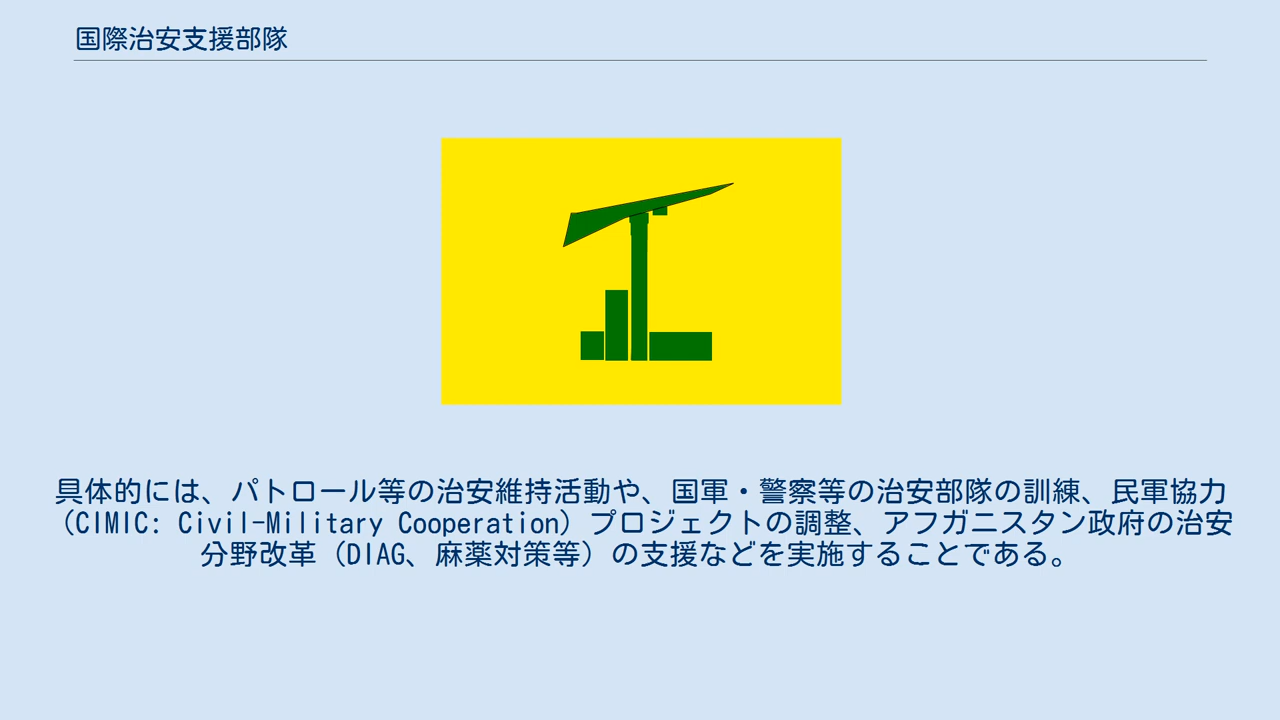 国際治安支援部隊
具体的には、パトロール等の治安維持活動や、国軍・警察等の治安部隊の訓練、民軍協力
（CIMIC: Civil-Military Cooperation）プロジェクトの調整、アフガニスタン政府の治安
分野改革（DIAG、麻薬対策等）の支援などを実施することである。